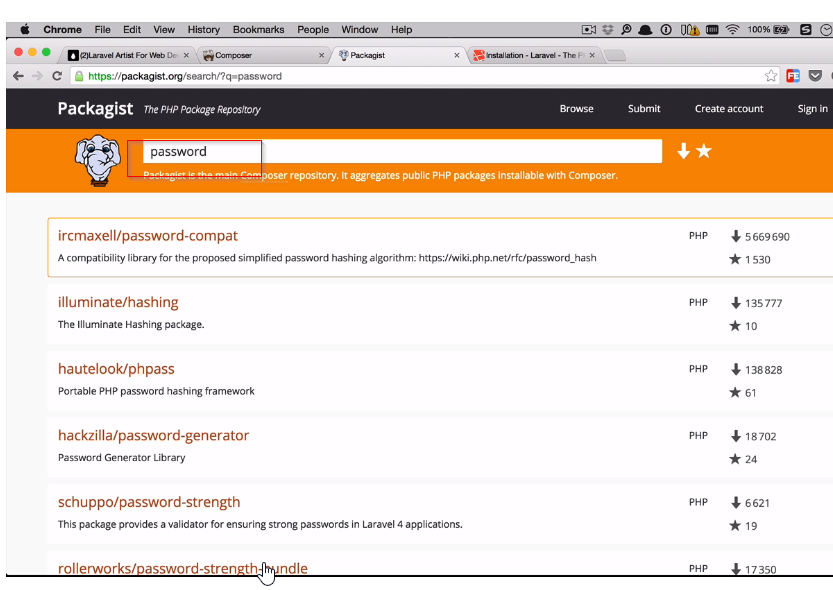 Chrome File Edit View History Bookmarks People Window Help 100%
(2)Laravel Artist For Web De Composer Packagist Installation - Laravel - The P
https://packagist.org/search/?q=password
Packagist The PHP Package Repository Browse Submit Create account Sign in
password
Packagist is the main Composer repository. It aggregates public PHP packages installable with Composer.
ircmaxell/password-compat PHP 5 669 690
A compatibility library for the proposed simplified password hashing algorithm: https://wiki.php.net/rfc/password_hash
1 530
illuminate/hashing PHP 135 777
The Illuminate Hashing package.
10
hautelook/phpass PHP 138 828
Portable PHP password hashing framework
61
hackzilla/password-generator PHP 18 702
Password Generator Library
24
schuppo/password-strength PHP 6 621
This package provides a validator for ensuring strong passwords in Laravel 4 applications.
19
rollerworks/password-strength-bundle PHP 17 350